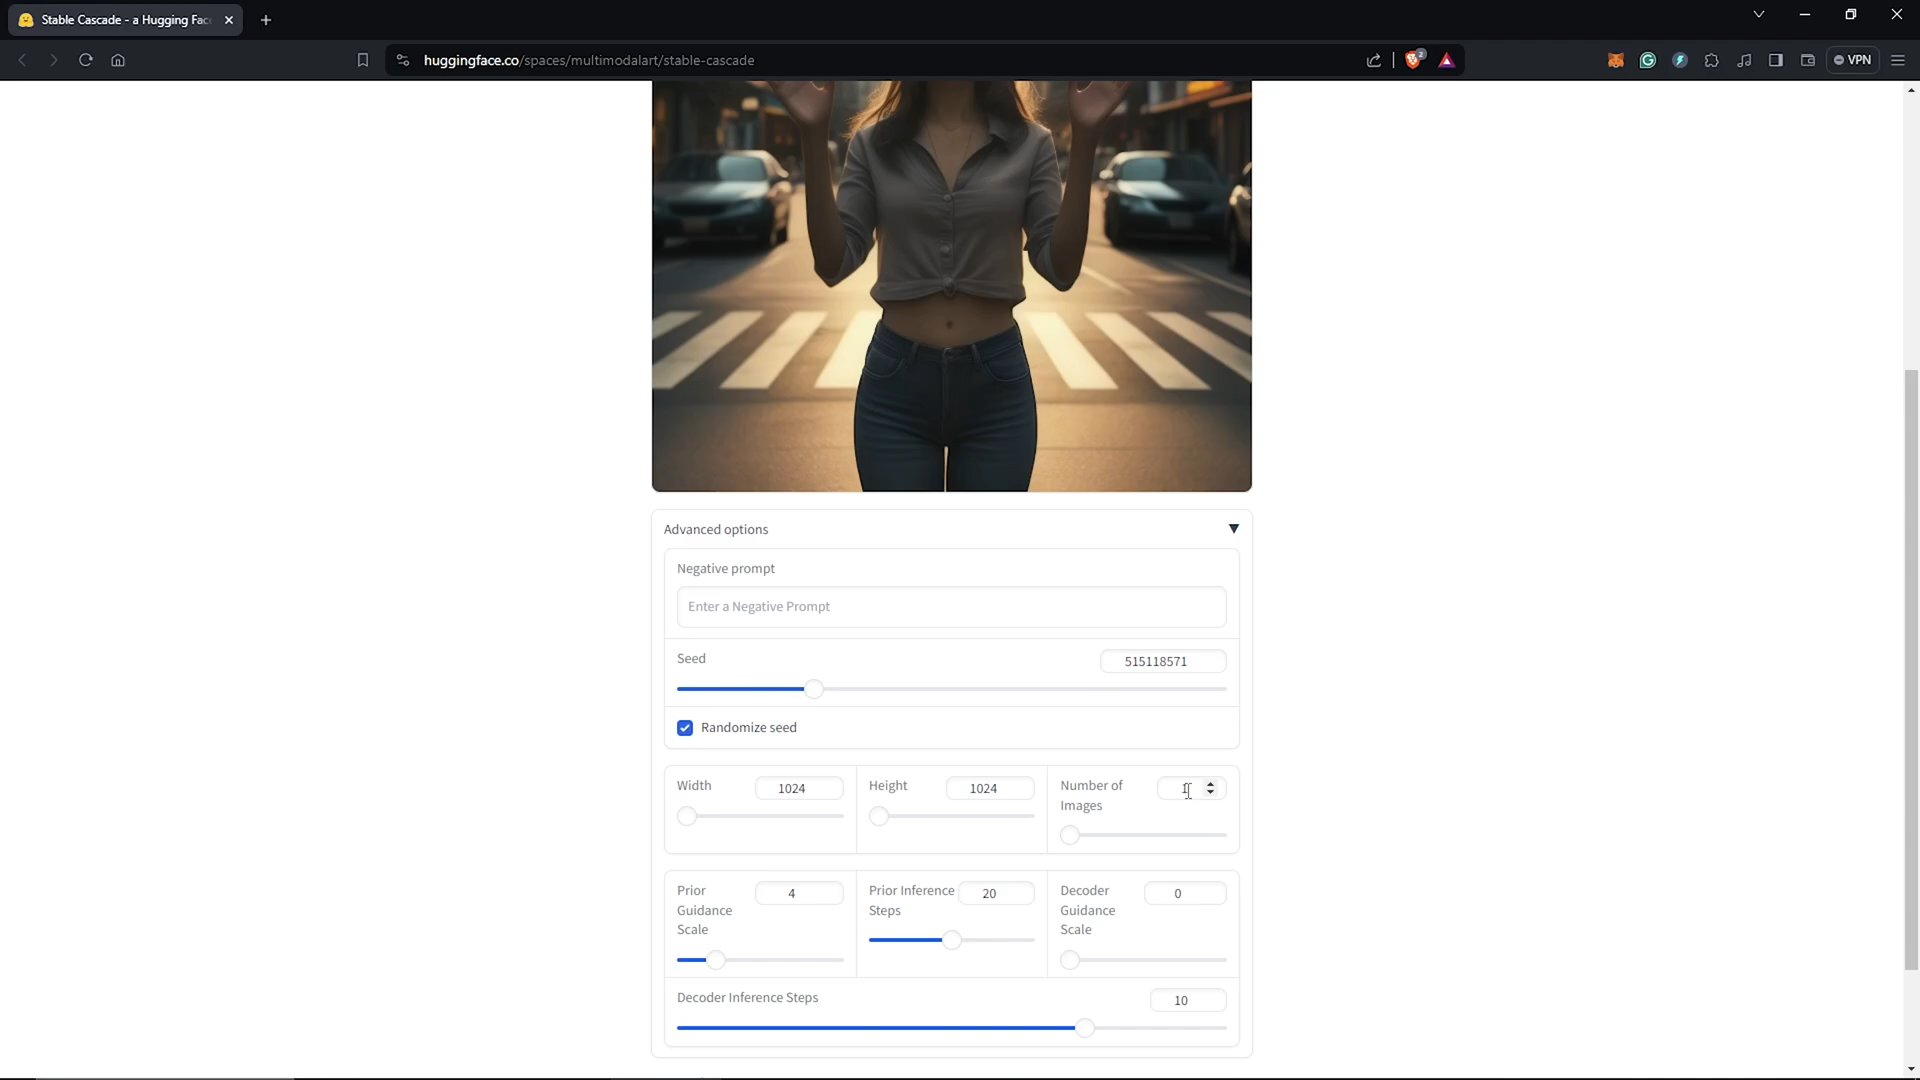 Stable Cascade - a Hugging Fac
huggingface.co/spaces/multimodalart/stable-cascade
2
VPN
Advanced options
Negative prompt
Enter a Negative Prompt
Seed
515118571
Randomize seed
Width
1024
Height
1024
Number of
Images
1
Prior
Guidance
Scale
4
Prior Inference
Steps
20
Decoder
Guidance
Scale
0
Decoder Inference Steps
10